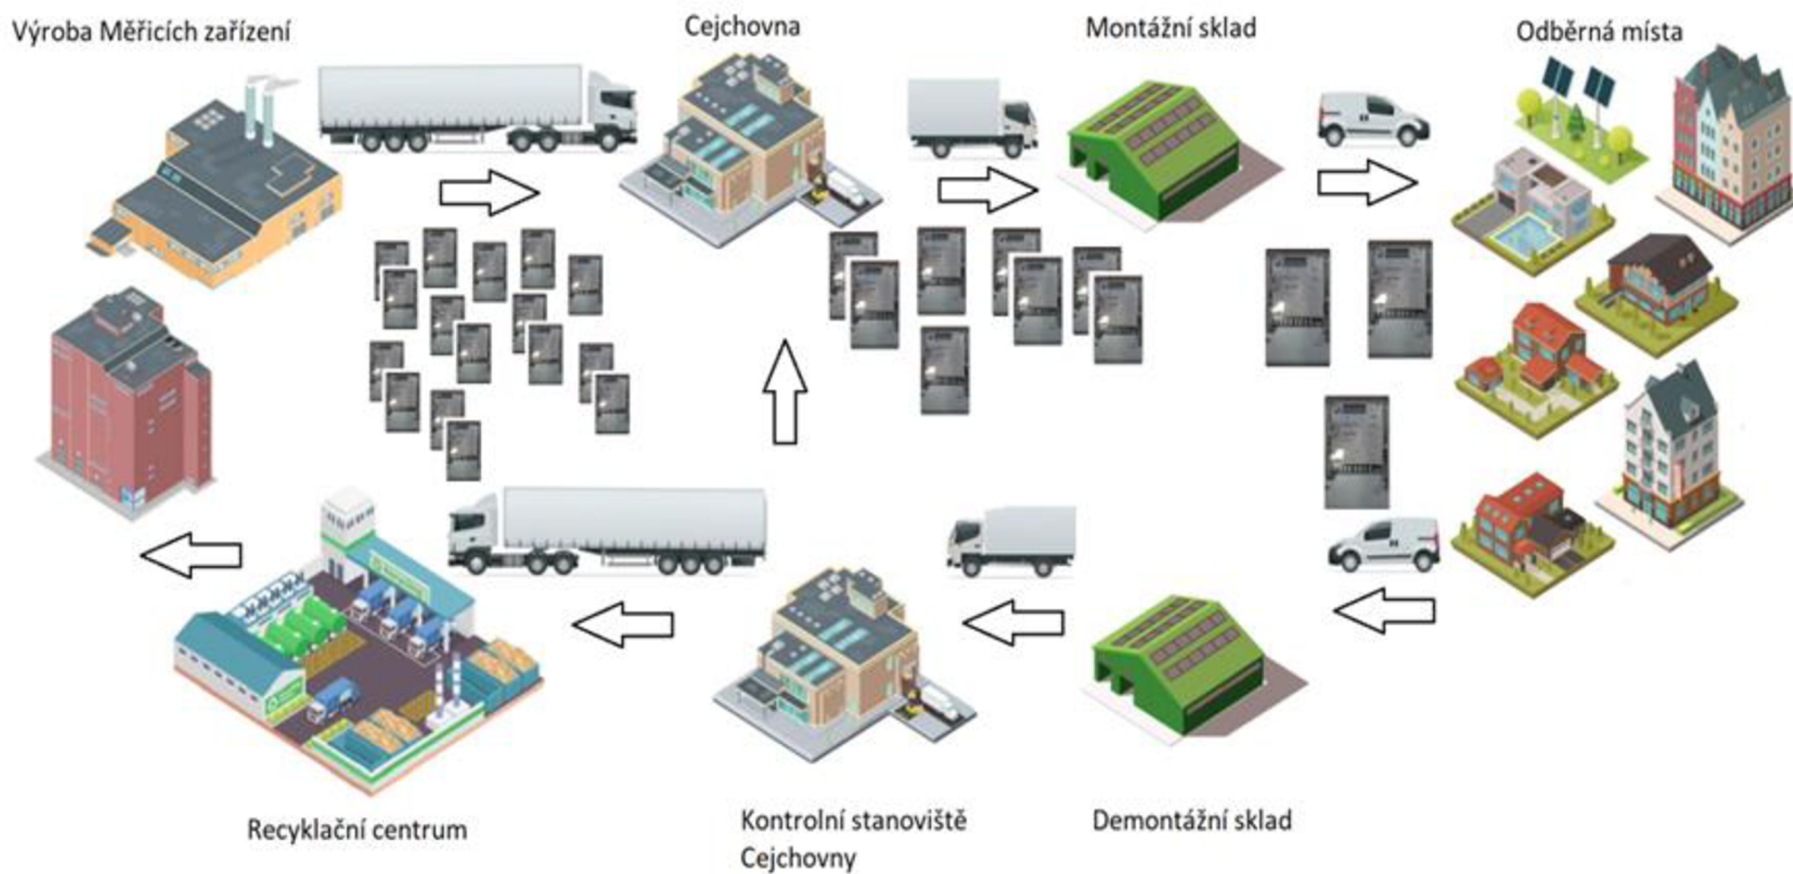 Výroba Měřicích zařízení
Cejchovna
Montážní sklad
Odběrná místa
Recyklační centrum
Kontrolní stanoviště
Cejchovny
Demontážní sklad